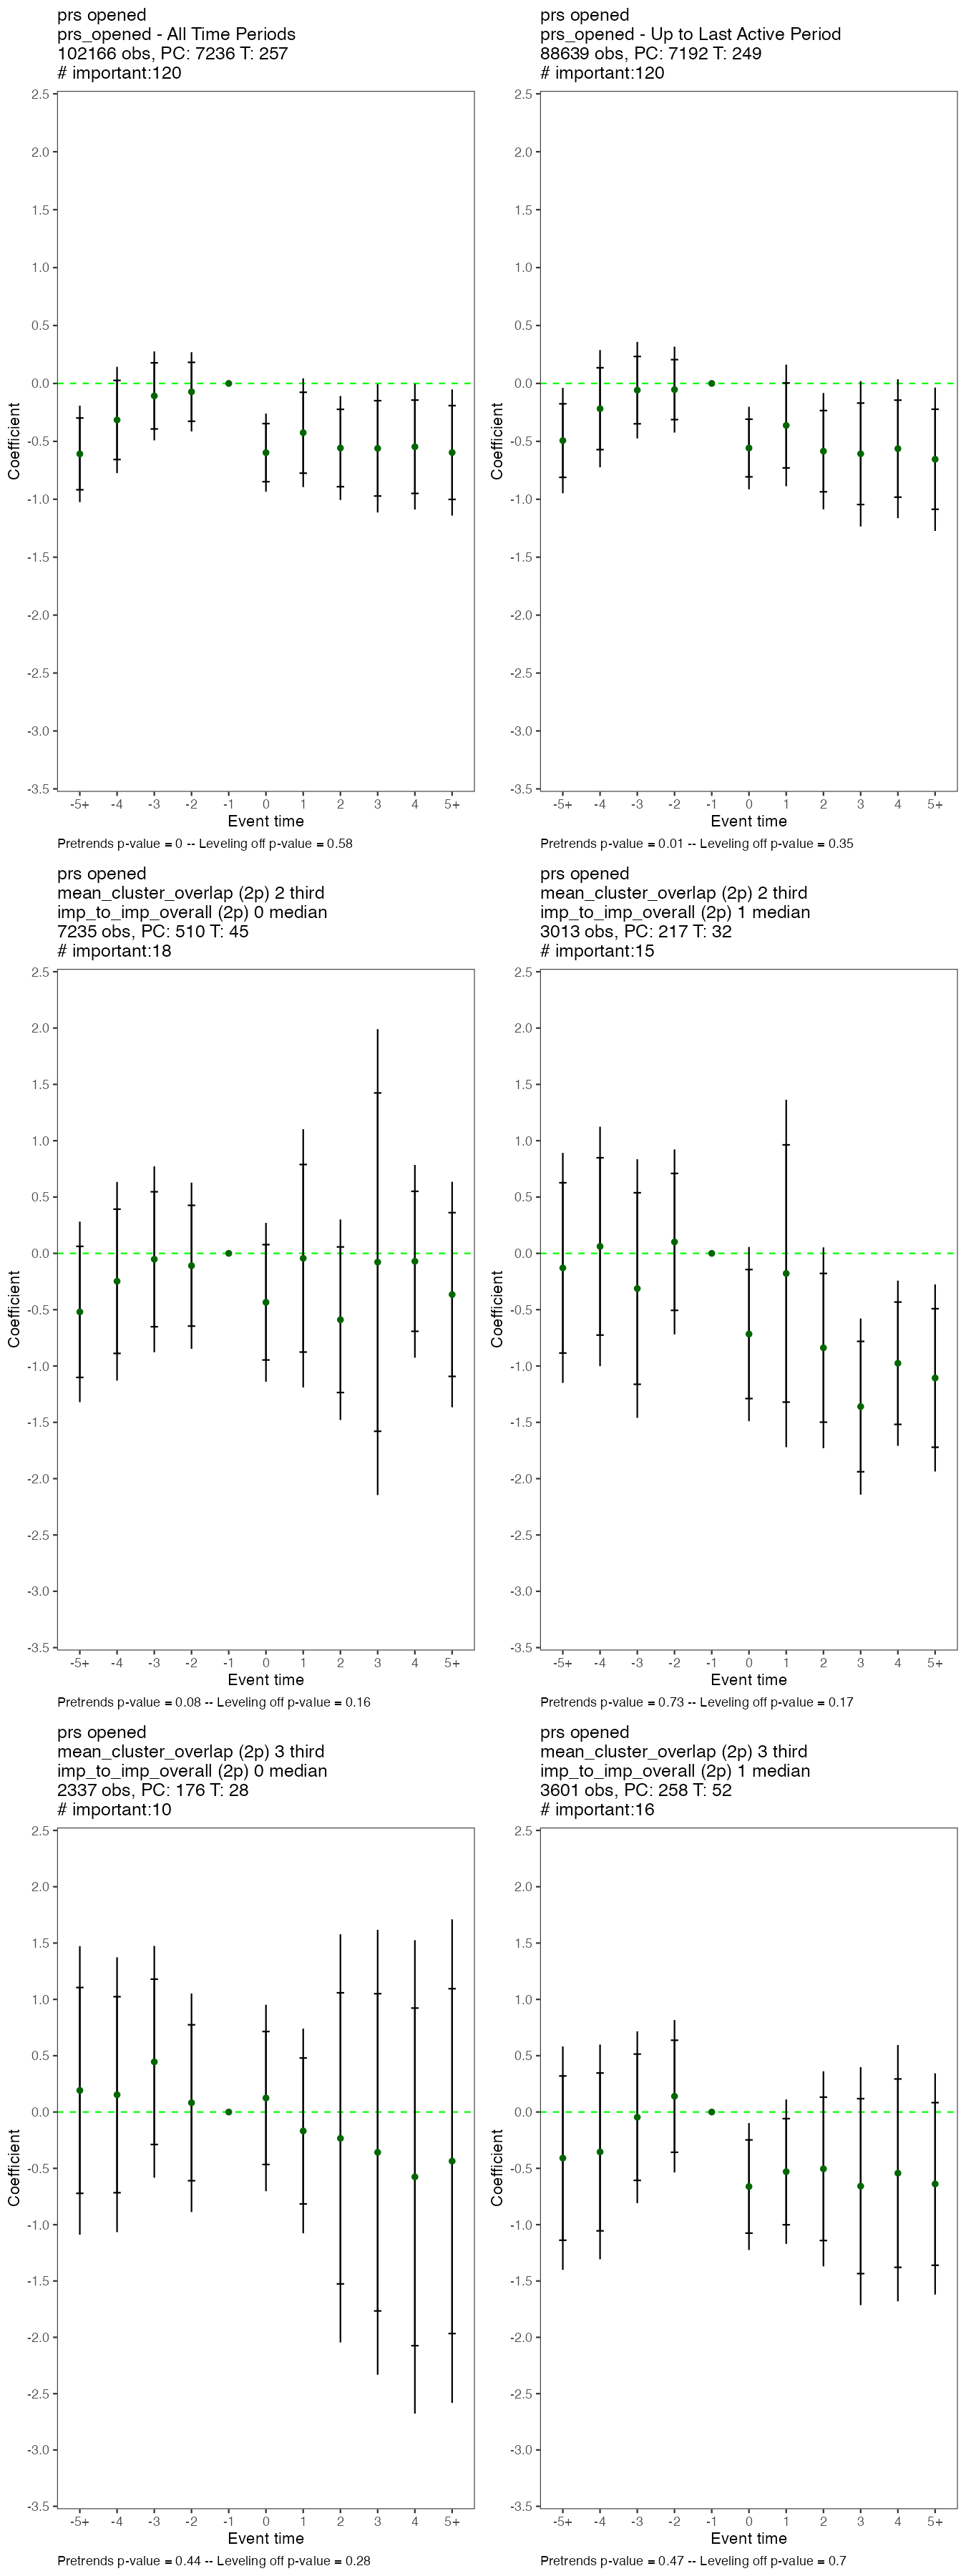 prs opened
prs_opened - All Time Periods
102166 obs, PC: 7236 T: 257
# important:120
2.5
2.0
1.5
1.0
0.5
0.0
-0.5
-1.0
-1.5
-2.0
-2.5
-3.0
-3.5
Coefficient
-5+ -4 -3 -2 -1 0 1 2 3 4 5+
Event time
Pretrends p-value = 0 -- Leveling off p-value = 0.58
prs opened
prs_opened - Up to Last Active Period
88639 obs, PC: 7192 T: 249
# important:120
2.5
2.0
1.5
1.0
0.5
0.0
-0.5
-1.0
-1.5
-2.0
-2.5
-3.0
-3.5
Coefficient
-5+ -4 -3 -2 -1 0 1 2 3 4 5+
Event time
Pretrends p-value = 0.01 -- Leveling off p-value = 0.35
prs opened
mean_cluster_overlap (2p) 2 third
imp_to_imp_overall (2p) 0 median
7235 obs, PC: 510 T: 45
# important:18
2.5
2.0
1.5
1.0
0.5
0.0
-0.5
-1.0
-1.5
-2.0
-2.5
-3.0
-3.5
Coefficient
-5+ -4 -3 -2 -1 0 1 2 3 4 5+
Event time
Pretrends p-value = 0.08 -- Leveling off p-value = 0.16
prs opened
mean_cluster_overlap (2p) 2 third
imp_to_imp_overall (2p) 1 median
3013 obs, PC: 217 T: 32
# important:15
2.5
2.0
1.5
1.0
0.5
0.0
-0.5
-1.0
-1.5
-2.0
-2.5
-3.0
-3.5
Coefficient
-5+ -4 -3 -2 -1 0 1 2 3 4 5+
Event time
Pretrends p-value = 0.73 -- Leveling off p-value = 0.17
prs opened
mean_cluster_overlap (2p) 3 third
imp_to_imp_overall (2p) 0 median
2337 obs, PC: 176 T: 28
# important:10
2.5
2.0
1.5
1.0
0.5
0.0
-0.5
-1.0
-1.5
-2.0
-2.5
-3.0
-3.5
Coefficient
-5+ -4 -3 -2 -1 0 1 2 3 4 5+
Event time
Pretrends p-value = 0.44 -- Leveling off p-value = 0.28
prs opened
mean_cluster_overlap (2p) 3 third
imp_to_imp_overall (2p) 1 median
3601 obs, PC: 258 T: 52
# important:16
2.5
2.0
1.5
1.0
0.5
0.0
-0.5
-1.0
-1.5
-2.0
-2.5
-3.0
-3.5
Coefficient
-5+ -4 -3 -2 -1 0 1 2 3 4 5+
Event time
Pretrends p-value = 0.47 -- Leveling off p-value = 0.7